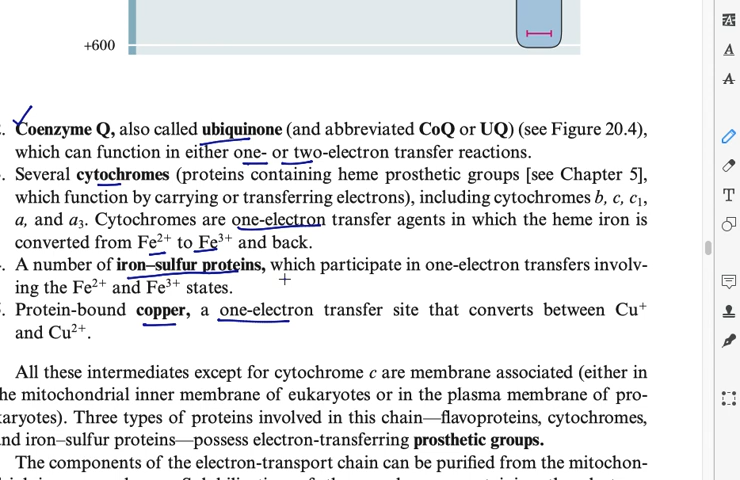 +600
. Coenzyme Q, also called ubiquinone (and abbreviated CoQ or UQ) (see Figure 20.4),
which can function in either one- or two-electron transfer reactions.
. Several cytochromes (proteins containing heme prosthetic groups [see Chapter 5],
which function by carrying or transferring electrons), including cytochromes b, c, c₁,
a, and a₃. Cytochromes are one-electron transfer agents in which the heme iron is
converted from Fe²⁺ to Fe³⁺ and back.
. A number of iron–sulfur proteins, which participate in one-electron transfers involv-
ing the Fe²⁺ and Fe³⁺ states.
. Protein-bound copper, a one-electron transfer site that converts between Cu⁺
and Cu²⁺.
All these intermediates except for cytochrome c are membrane associated (either in
he mitochondrial inner membrane of eukaryotes or in the plasma membrane of pro-
aryotes). Three types of proteins involved in this chain—flavoproteins, cytochromes,
nd iron–sulfur proteins—possess electron-transferring prosthetic groups.
The components of the electron-transport chain can be purified from the mitochon-